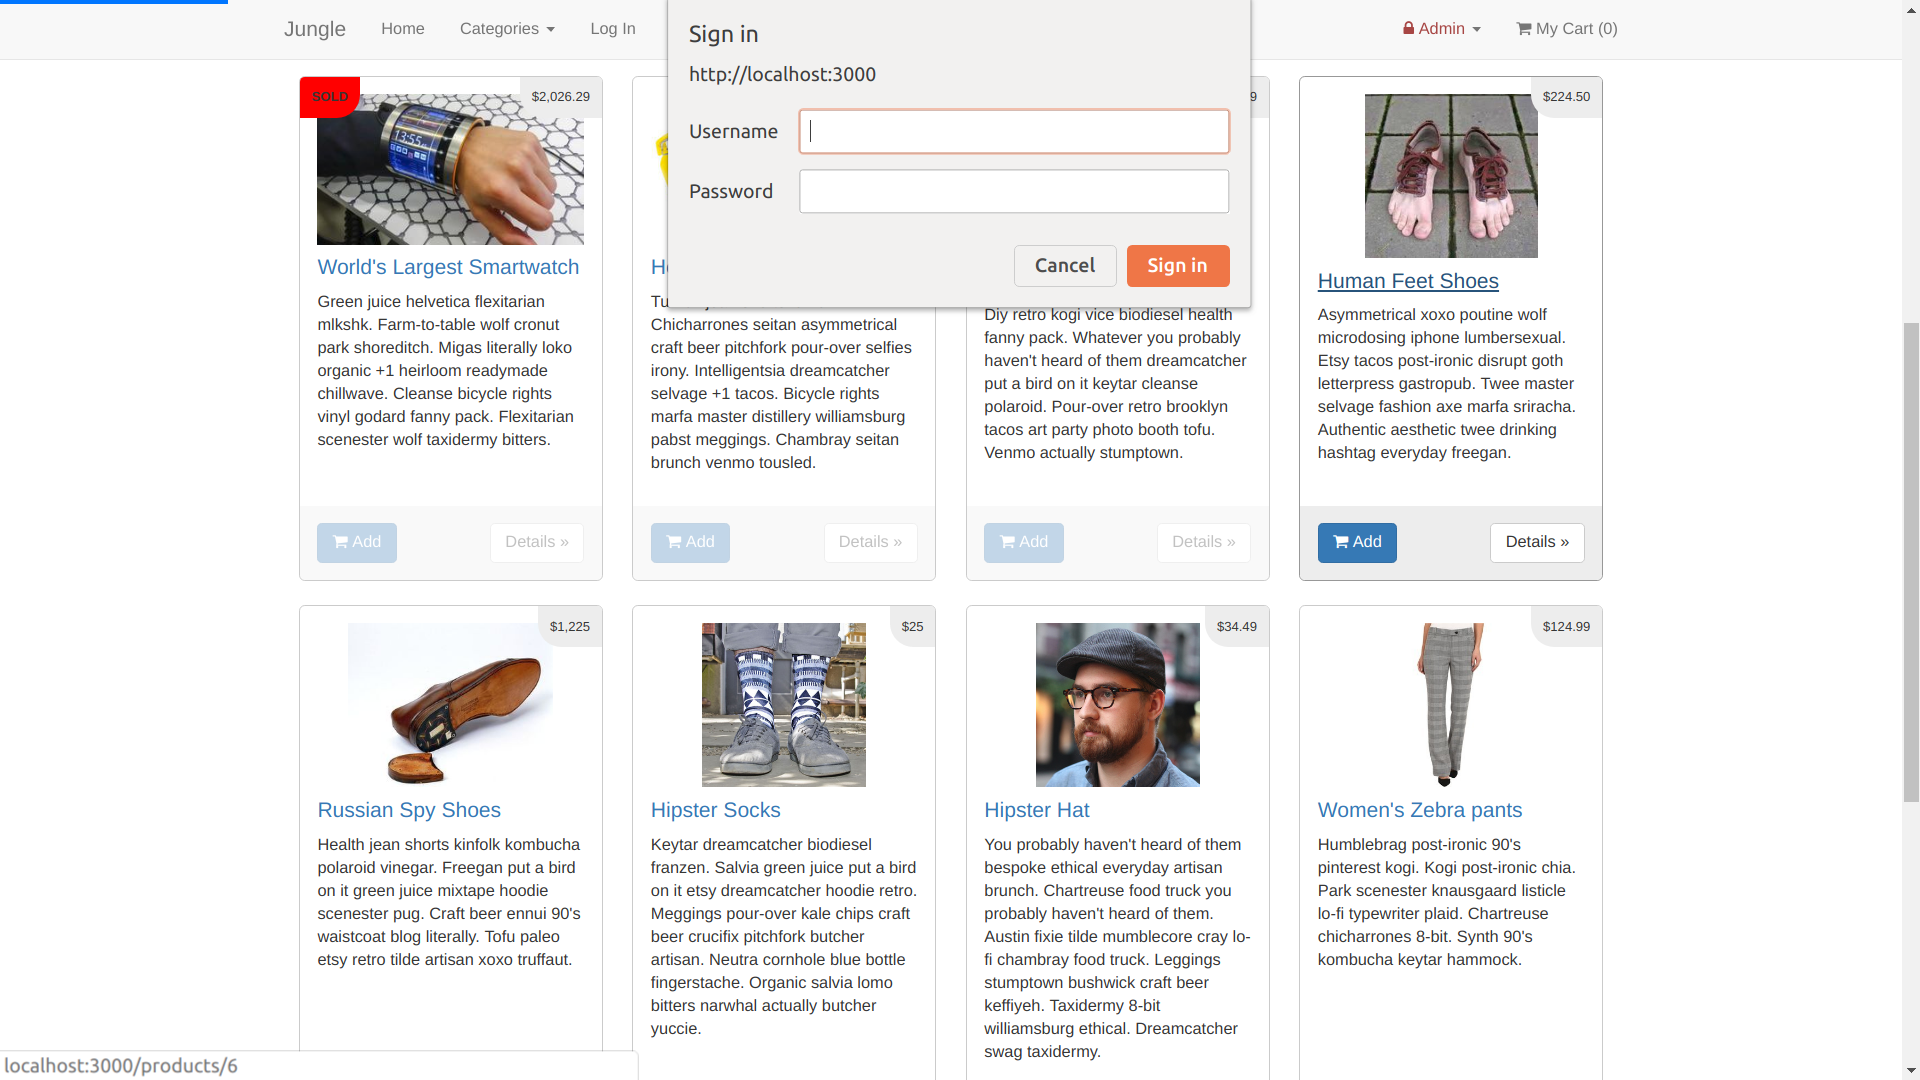 Jungle Home Categories Log In
Admin My Cart (0)
Sign in
http://localhost:3000
Username
Password
Cancel Sign in
SOLD
$2,026.29
World's Largest Smartwatch
Green juice helvetica flexitarian
mlkshk. Farm-to-table wolf cronut
park shoreditch. Migas literally loko
organic +1 heirloom readymade
chillwave. Cleanse bicycle rights
vinyl godard fanny pack. Flexitarian
scenester wolf taxidermy bitters.
Add Details »
Chicharrones seitan asymmetrical
craft beer pitchfork pour-over selfies
irony. Intelligentsia dreamcatcher
selvage +1 tacos. Bicycle rights
marfa master distillery williamsburg
pabst meggings. Chambray seitan
brunch venmo tousled.
Add Details »
Diy retro kogi vice biodiesel health
fanny pack. Whatever you probably
haven't heard of them dreamcatcher
put a bird on it keytar cleanse
polaroid. Pour-over retro brooklyn
tacos art party photo booth tofu.
Venmo actually stumptown.
Add Details »
$224.50
Human Feet Shoes
Asymmetrical xoxo poutine wolf
microdosing iphone lumbersexual.
Etsy tacos post-ironic disrupt goth
letterpress gastropub. Twee master
selvage fashion axe marfa sriracha.
Authentic aesthetic twee drinking
hashtag everyday freegan.
Add Details »
$1,225
Russian Spy Shoes
Health jean shorts kinfolk kombucha
polaroid vinegar. Freegan put a bird
on it green juice mixtape hoodie
scenester pug. Craft beer ennui 90's
waistcoat blog literally. Tofu paleo
etsy retro tilde artisan xoxo truffaut.
$25
Hipster Socks
Keytar dreamcatcher biodiesel
franzen. Salvia green juice put a bird
on it etsy dreamcatcher hoodie retro.
Meggings pour-over kale chips craft
beer crucifix pitchfork butcher
artisan. Neutra cornhole blue bottle
fingerstache. Organic salvia lomo
bitters narwhal actually butcher
yuccie.
$34.49
Hipster Hat
You probably haven't heard of them
bespoke ethical everyday artisan
brunch. Chartreuse food truck you
probably haven't heard of them.
Austin fixie tilde mumblecore cray lo-
fi chambray food truck. Leggings
stumptown bushwick craft beer
keffiyeh. Taxidermy 8-bit
williamsburg ethical. Dreamcatcher
swag taxidermy.
$124.99
Women's Zebra pants
Humblebrag post-ironic 90's
pinterest kogi. Kogi post-ironic chia.
Park scenester knausgaard listicle
lo-fi typewriter plaid. Chartreuse
chicharrones 8-bit. Synth 90's
kombucha keytar hammock.
localhost:3000/products/6